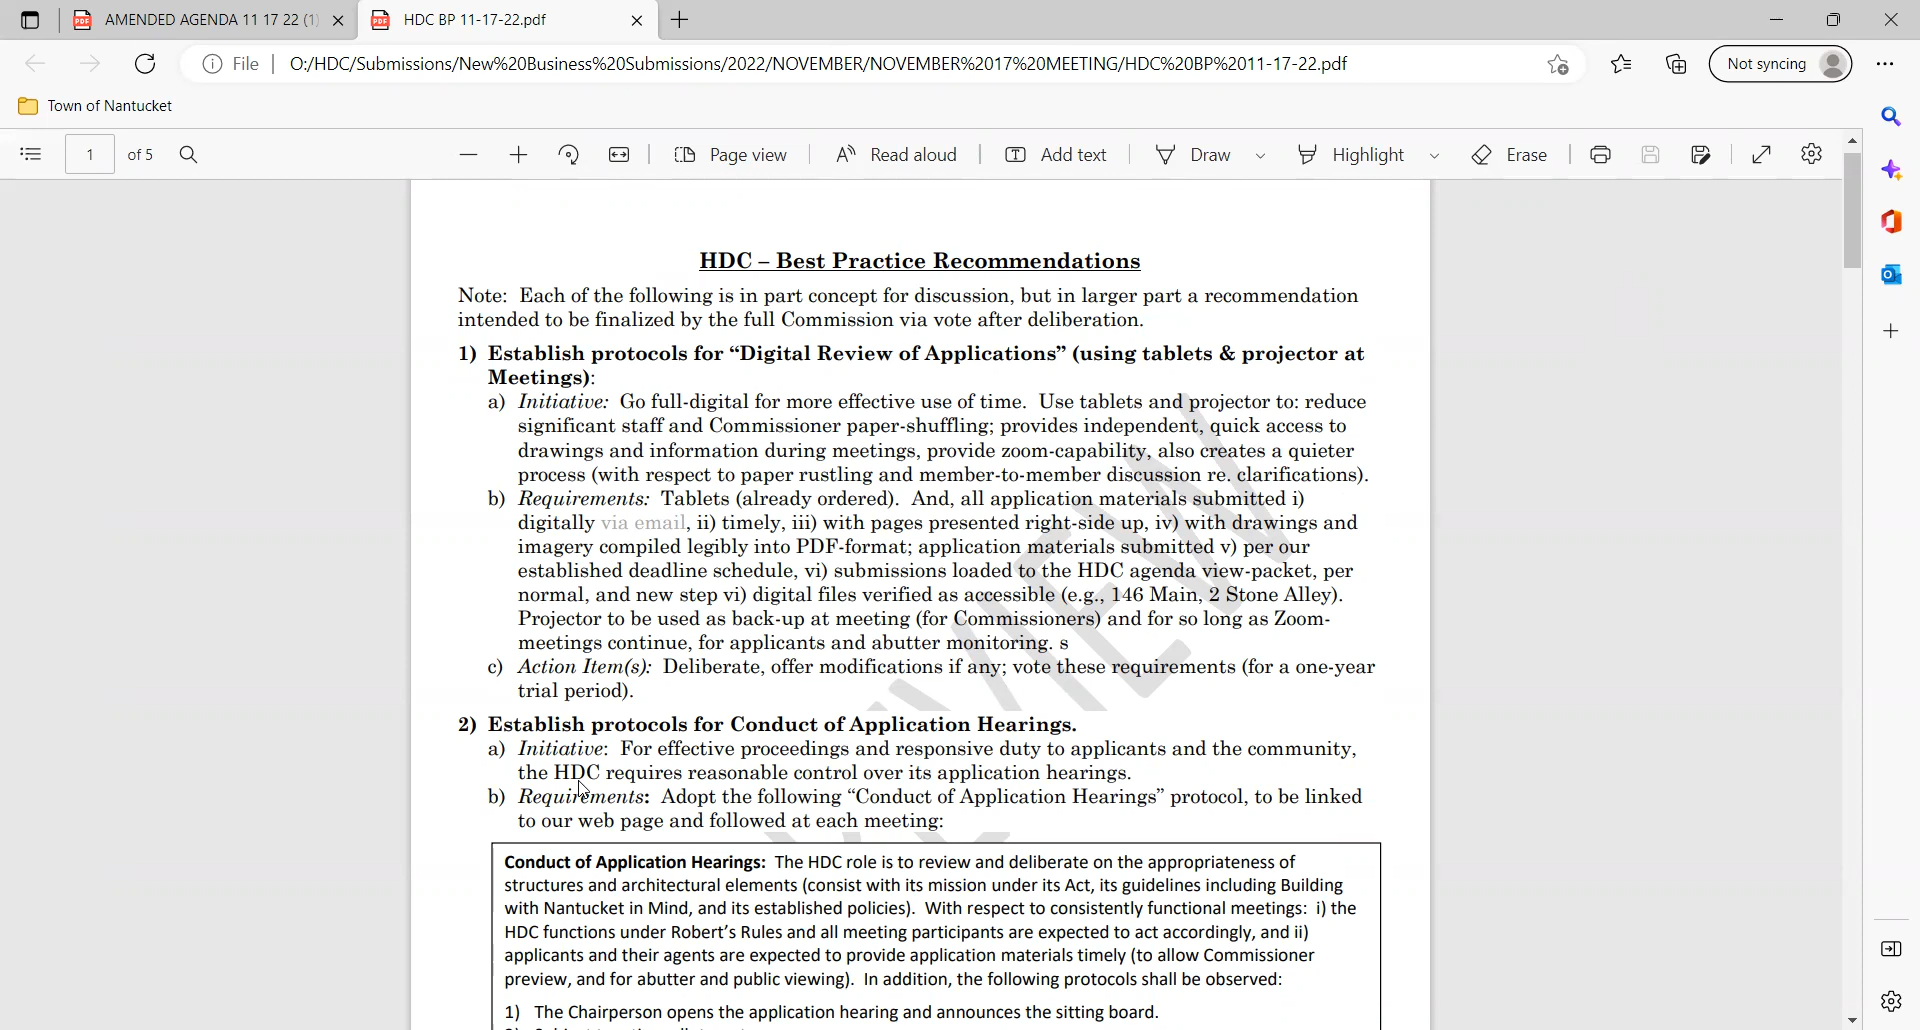 AMENDED AGENDA 11 17 22 (1)
HDC BP 11-17-22.pdf
File
O:/HDC/Submissions/New%20Business%20Submissions/2022/NOVEMBER/NOVEMBER%2017%20MEETING/HDC%20BP%2011-17-22.pdf
Not syncing
Town of Nantucket
1 of 5
Page view
Read aloud
Add text
Draw
Highlight
Erase
HDC – Best Practice Recommendations
Note: Each of the following is in part concept for discussion, but in larger part a recommendation
intended to be finalized by the full Commission via vote after deliberation.
1) Establish protocols for “Digital Review of Applications” (using tablets & projector at
Meetings):
a) Initiative: Go full-digital for more effective use of time. Use tablets and projector to: reduce
significant staff and Commissioner paper-shuffling; provides independent, quick access to
drawings and information during meetings, provide zoom-capability, also creates a quieter
process (with respect to paper rustling and member-to-member discussion re. clarifications).
b) Requirements: Tablets (already ordered). And, all application materials submitted i)
digitally via email, ii) timely, iii) with pages presented right-side up, iv) with drawings and
imagery compiled legibly into PDF-format; application materials submitted v) per our
established deadline schedule, vi) submissions loaded to the HDC agenda view-packet, per
normal, and new step vi) digital files verified as accessible (e.g., 146 Main, 2 Stone Alley).
Projector to be used as back-up at meeting (for Commissioners) and for so long as Zoom-
meetings continue, for applicants and abutter monitoring. s
c) Action Item(s): Deliberate, offer modifications if any; vote these requirements (for a one-year
trial period).
2) Establish protocols for Conduct of Application Hearings.
a) Initiative: For effective proceedings and responsive duty to applicants and the community,
the HDC requires reasonable control over its application hearings.
b) Requirements: Adopt the following “Conduct of Application Hearings” protocol, to be linked
to our web page and followed at each meeting:
Conduct of Application Hearings: The HDC role is to review and deliberate on the appropriateness of
structures and architectural elements (consist with its mission under its Act, its guidelines including Building
with Nantucket in Mind, and its established policies). With respect to consistently functional meetings: i) the
HDC functions under Robert’s Rules and all meeting participants are expected to act accordingly, and ii)
applicants and their agents are expected to provide application materials timely (to allow Commissioner
preview, and for abutter and public viewing). In addition, the following protocols shall be observed:
1) The Chairperson opens the application hearing and announces the sitting board.